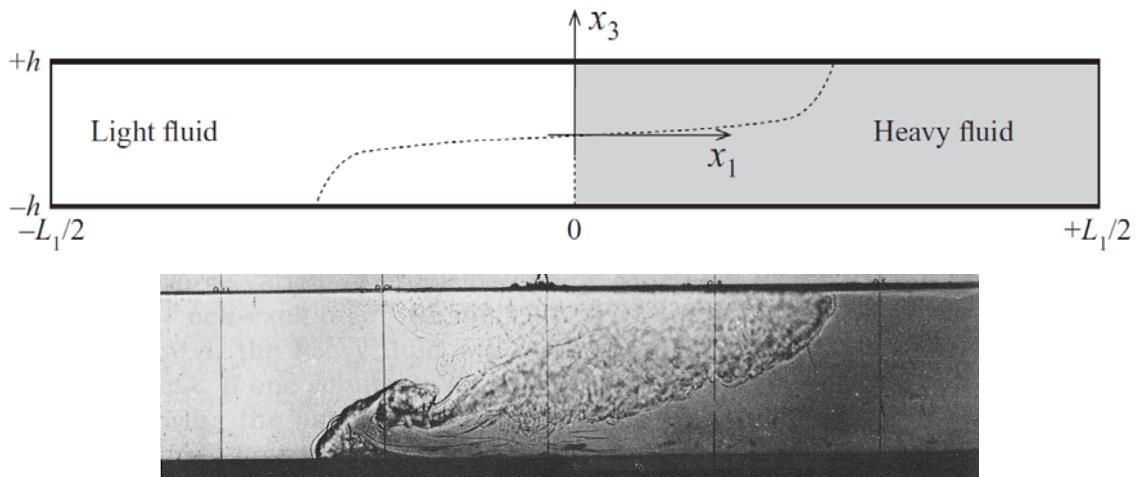 x₃
+h
Light fluid
Heavy fluid
x₁
–h
–L₁/2
0
+L₁/2